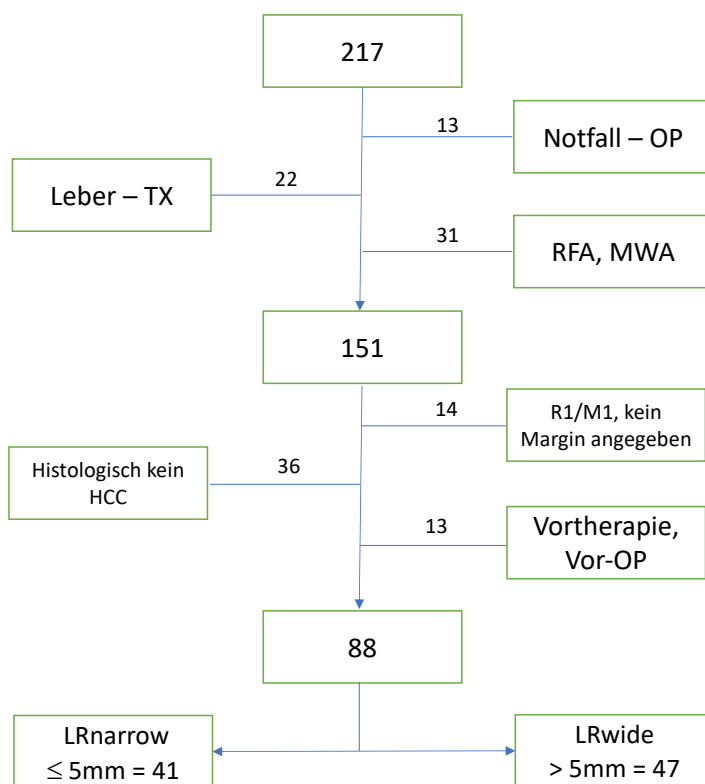 217
13
Notfall – OP
22
Leber – TX
31
RFA, MWA
151
14
R1/M1, kein
Margin angegeben
36
Histologisch kein
HCC
13
Vortherapie,
Vor-OP
88
LRnarrow
≤ 5mm = 41
LRwide
> 5mm = 47